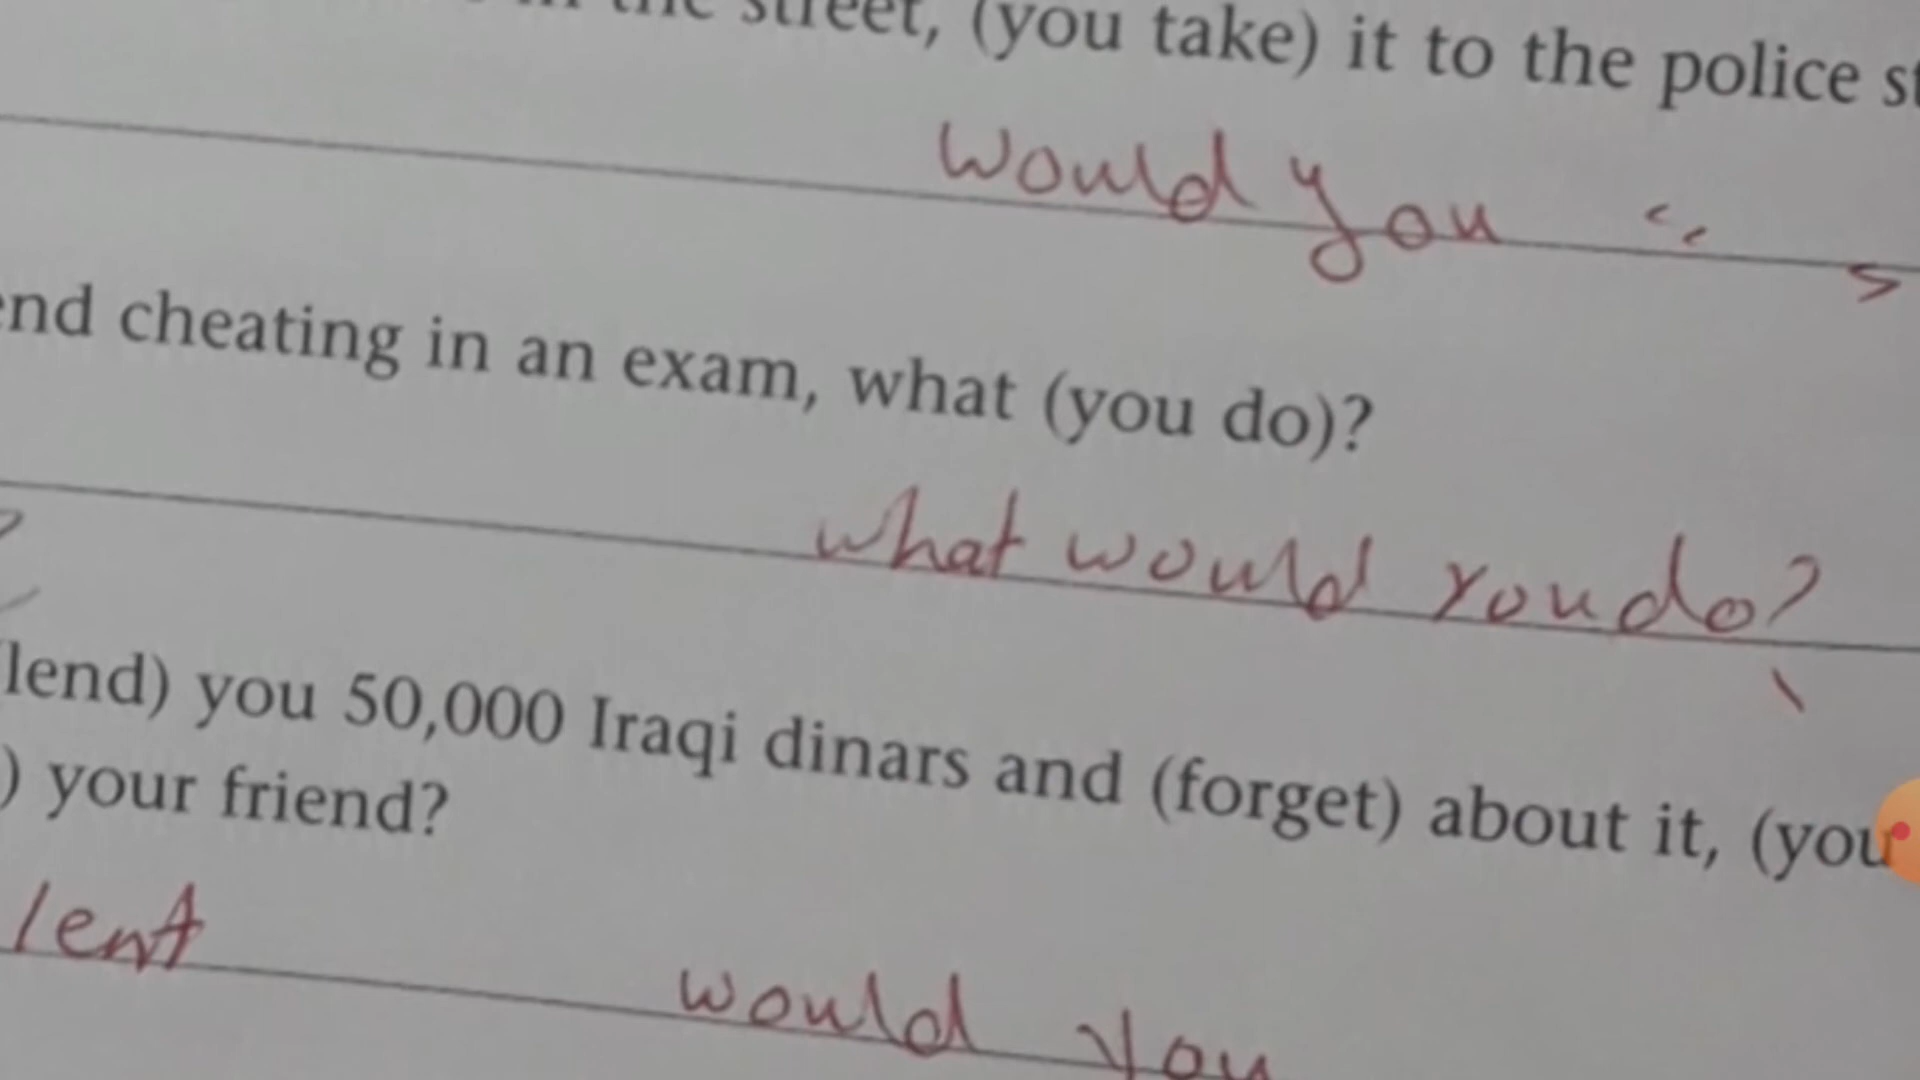 the street, (you take) it to the police
would you
cheating in an exam, what (you do)?
what would you do?
lend) you 50,000 Iraqi dinars and (forget) about it, (you
) your friend?
lent would you